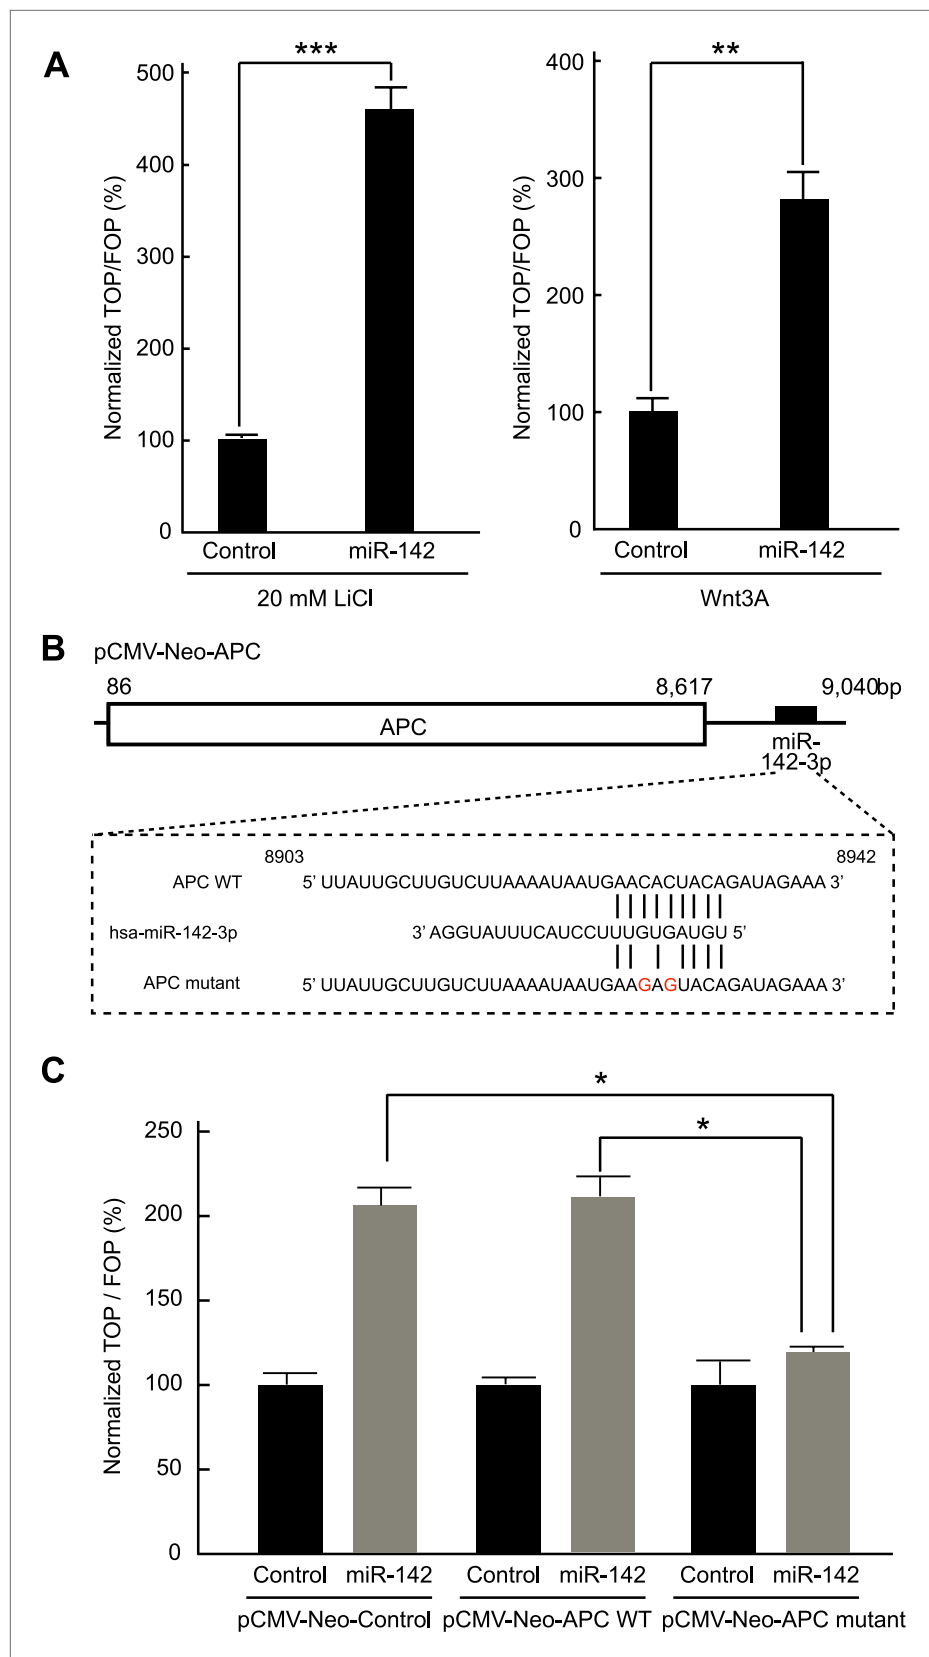 A
***
**
Normalized TOP/FOP (%)
500
400
300
200
100
0
Control
miR-142
20 mM LiCl
Normalized TOP/FOP (%)
400
300
200
100
0
Control
miR-142
Wnt3A
B
pCMV-Neo-APC
86
8,617
9,040bp
APC
miR-
142-3p
8903
8942
APC WT 5’ UUAUUGCUUGUCUUAAAAUAAUGAACACUACAGAUAGAAA 3’
hsa-miR-142-3p 3’ AGGUAUUUCAUCCUUUGUGAUGU 5’
APC mutant 5’ UUAUUGCUUGUCUUAAAAUAAUGAAGAGUACAGAUAGAAA 3’
C
*
*
Normalized TOP / FOP (%)
250
200
150
100
50
0
Control miR-142 Control miR-142 Control miR-142
pCMV-Neo-Control pCMV-Neo-APC WT pCMV-Neo-APC mutant